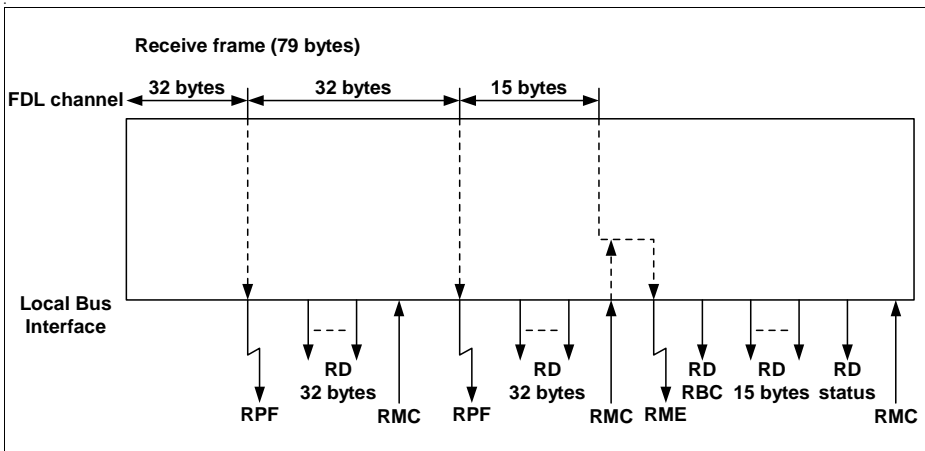 Receive frame (79 bytes)
32 bytes
32 bytes
15 bytes
FDL channel
Local Bus
Interface
RD
32 bytes
RD
32 bytes
RD
RBC
RD
15 bytes
RD
status
RPF
RMC
RPF
RMC
RME
RMC